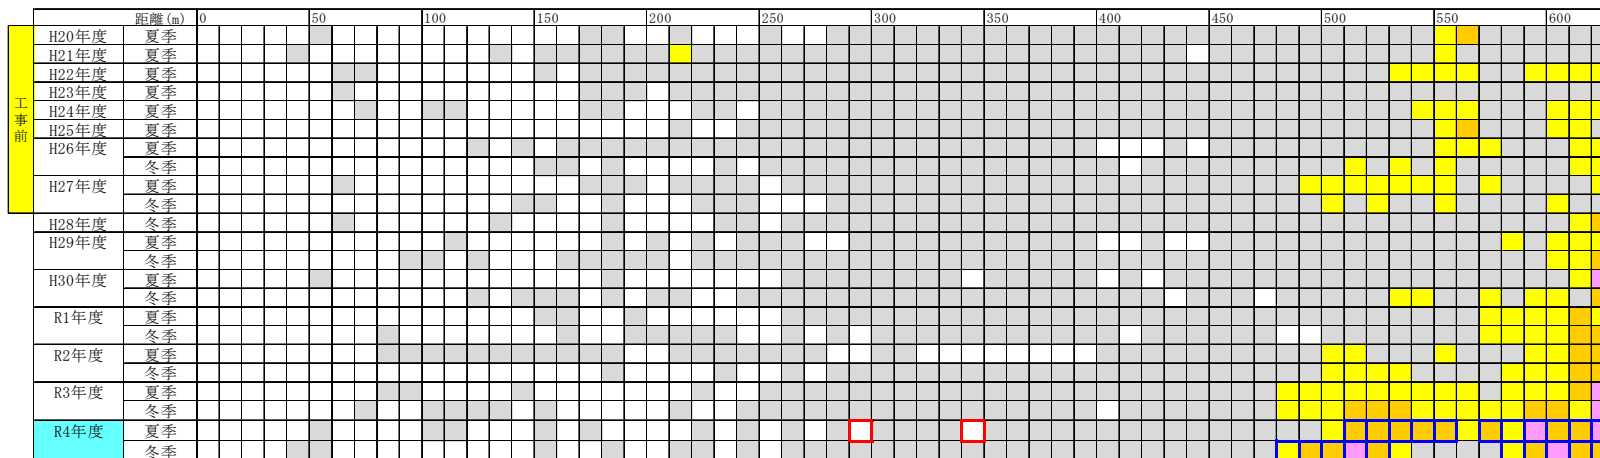 距離(m) 0 50 100 150 200 250 300 350 400 450 500 550 600
工事前
H20年度 夏季
H21年度 夏季
H22年度 夏季
H23年度 夏季
H24年度 夏季
H25年度 夏季
H26年度 夏季
冬季
H27年度 夏季
冬季
H28年度 冬季
H29年度 夏季
冬季
H30年度 夏季
冬季
R1年度 夏季
冬季
R2年度 夏季
冬季
R3年度 夏季
冬季
R4年度 夏季
冬季